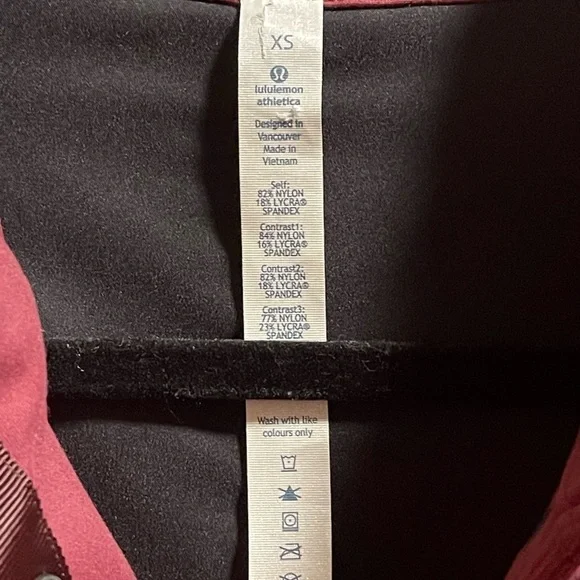 XS
lululemon
athletica
Designed in
Vancouver
Made in
Vietnam
Self:
82% NYLON
18% LYCRA®
SPANDEX
Contrast1:
84% NYLON
16% LYCRA®
SPANDEX
Contrast2:
82% NYLON
18% LYCRA®
SPANDEX
Contrast3:
77% NYLON
23% LYCRA®
SPANDEX
Wash with like
colours only